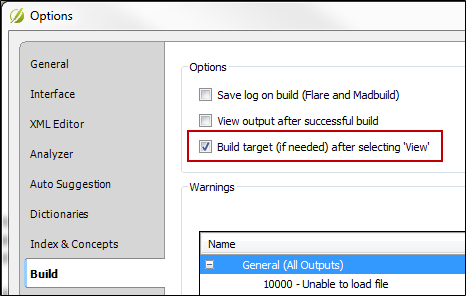 Options
General
Interface
XML Editor
Analyzer
Auto Suggestion
Dictionaries
Index & Concepts
Build
Options
Save log on build (Flare and Madbuild)
View output after successful build
Build target (if needed) after selecting 'View'
Warnings
Name
General (All Outputs)
10000 - Unable to load file